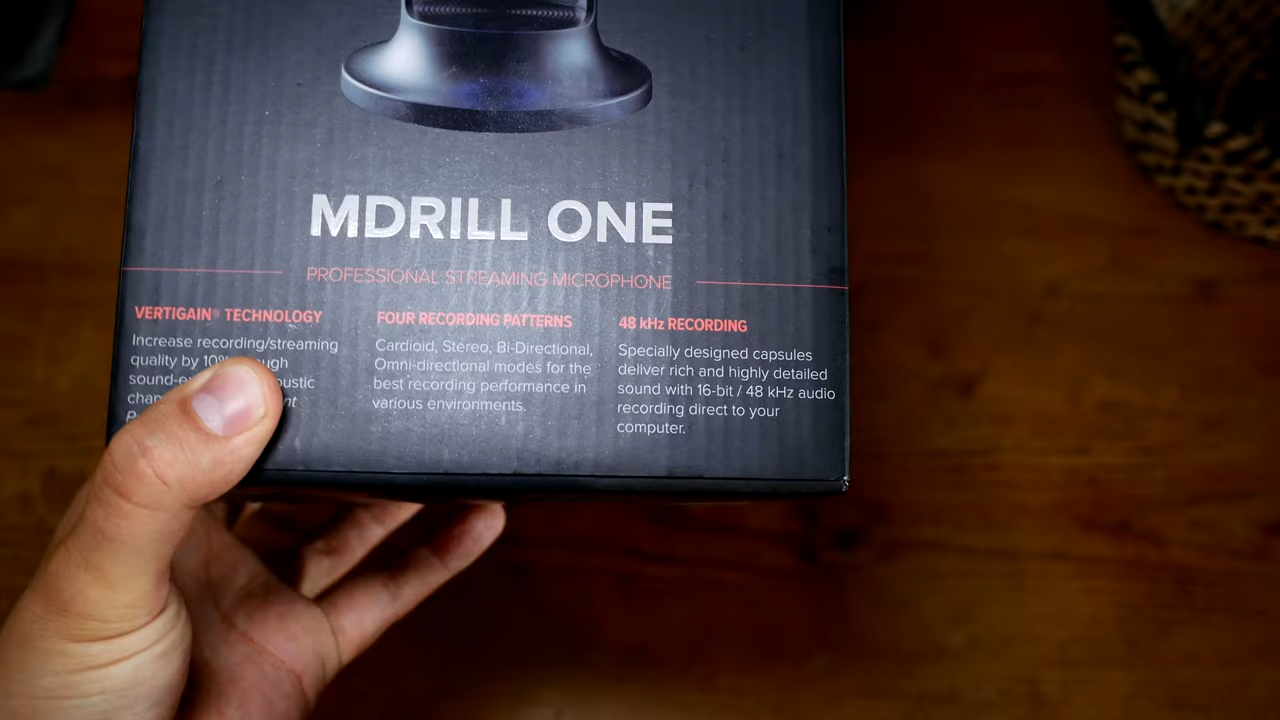 MDRILL ONE
PROFESSIONAL STREAMING MICROPHONE
VERTIGAIN® TECHNOLOGY
Increase recording/streaming
quality by
sound-
FOUR RECORDING PATTERNS
Cardioid, Stereo, Bi-Directional,
Omni-directional modes for the
best recording performance in
various environments.
48 kHz RECORDING
Specially designed capsules
deliver rich and highly detailed
sound with 16-bit / 48 kHz audio
recording direct to your
computer.